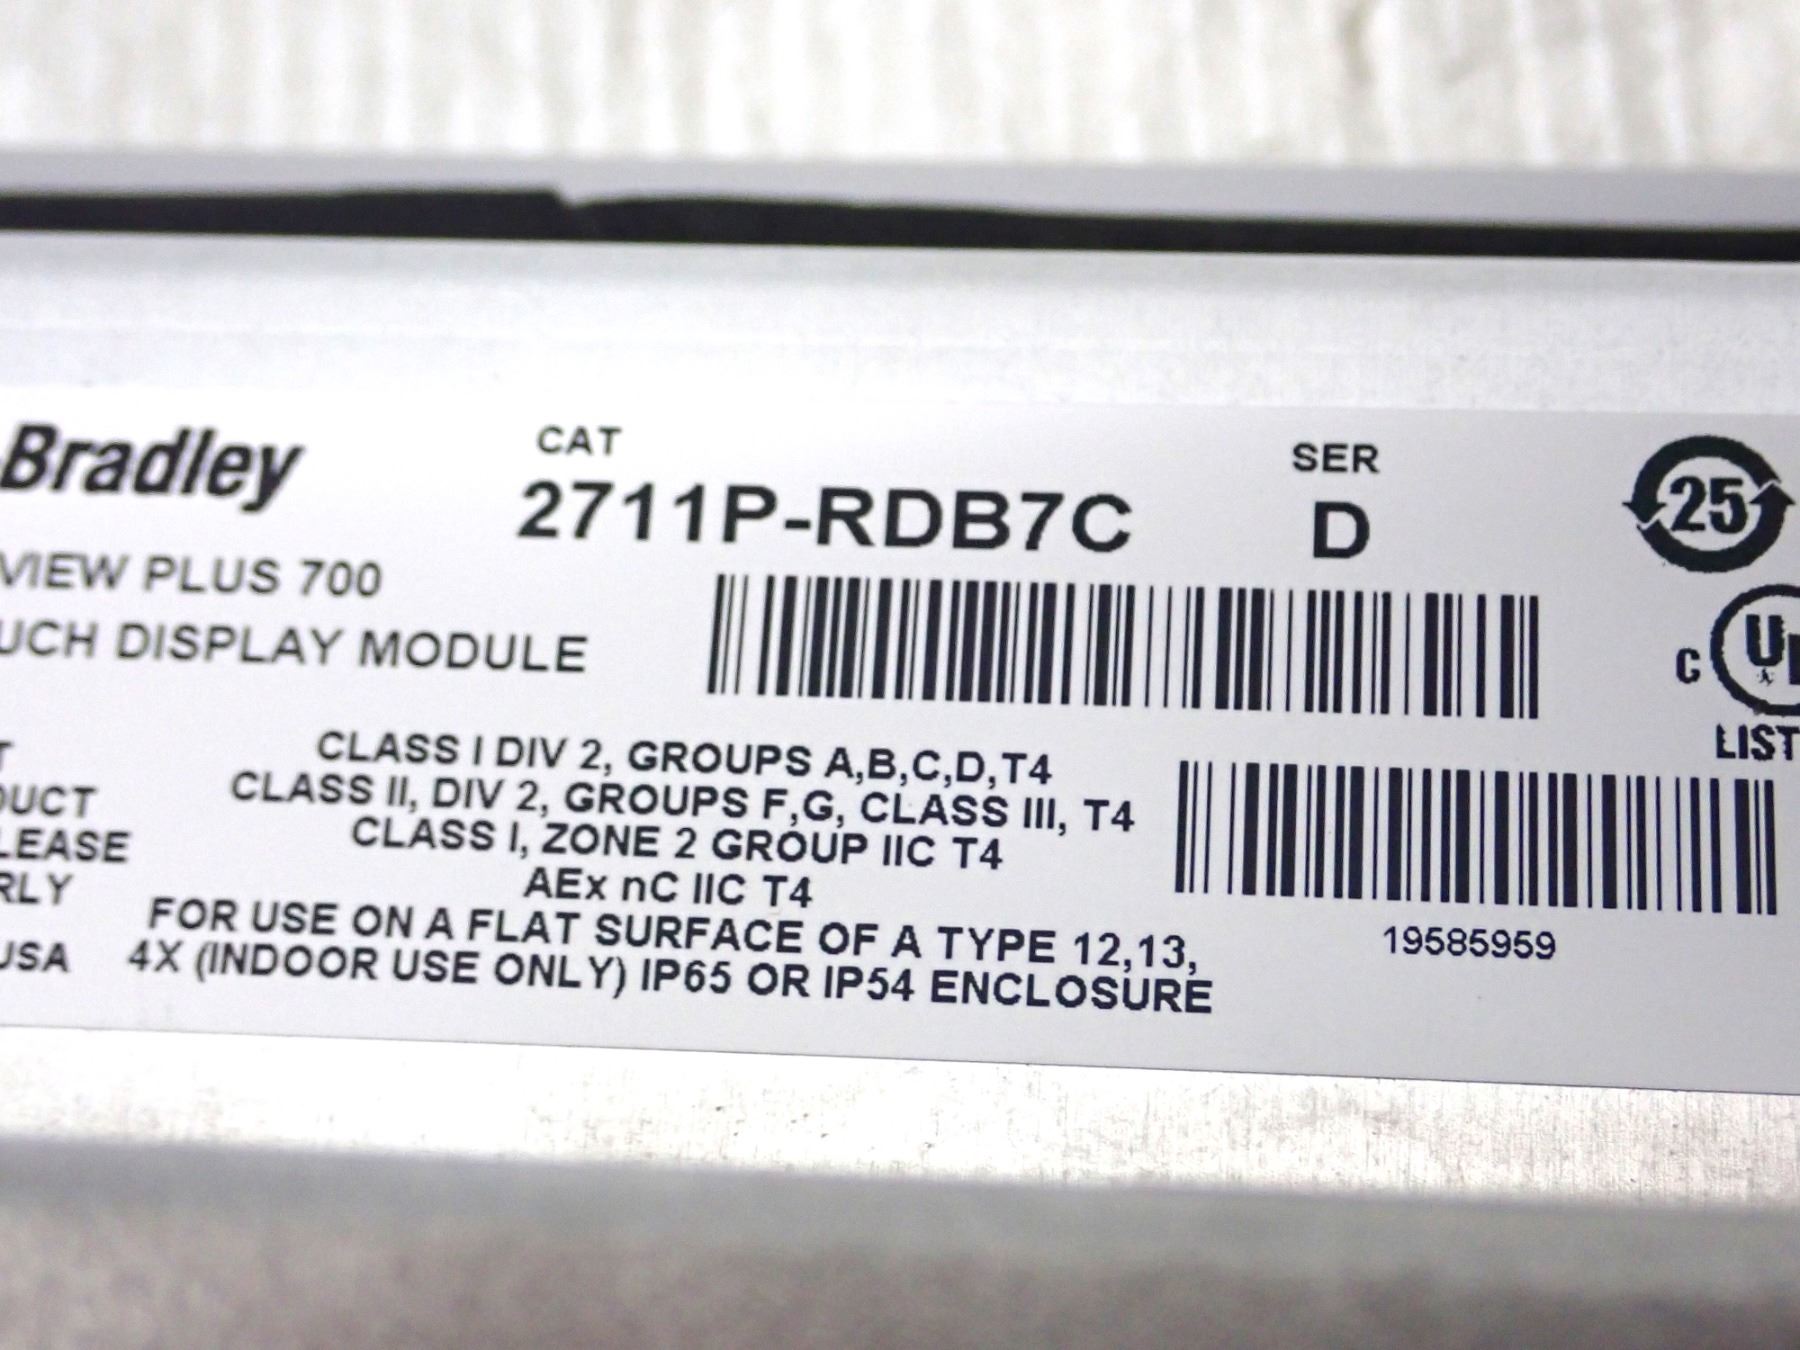 Bradley
CAT
2711P-RDB7C
SER
D
25
VIEW PLUS 700
UCH DISPLAY MODULE
C
UL
LIST
CLASS I DIV 2, GROUPS A,B,C,D,T4
CLASS II, DIV 2, GROUPS F,G, CLASS III, T4
CLASS I, ZONE 2 GROUP IIC T4
AEx nC IIC T4
FOR USE ON A FLAT SURFACE OF A TYPE 12,13,
4X (INDOOR USE ONLY) IP65 OR IP54 ENCLOSURE
T
DUCT
LEASE
RLY
USA
19585959